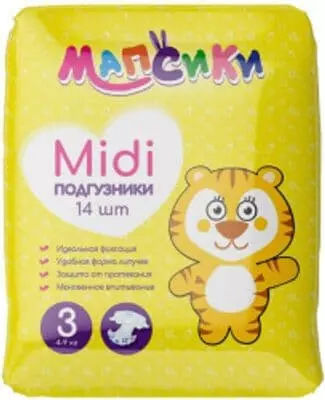 МАПСИКИ
Midi
ПОДГУЗНИКИ
14 шт
Идеальная фиксация
Удобная форма липучек
Защита от протекания
Мгновенное впитывание
3
4-9 кг